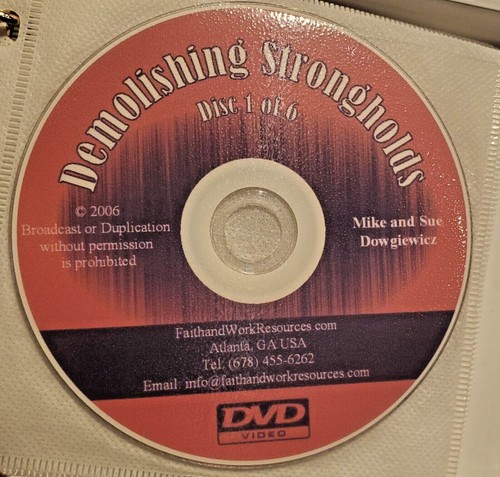 Demolishing Strongholds
Disc 1 of 6
© 2006
Broadcast or Duplication
without permission
is prohibited
Mike and Sue
Dowgiewicz
FaithandWorkResources.com
Atlanta, GA USA
Tel: (678) 455-6262
Email: info@faithandworkresources.com
DVD
VIDEO